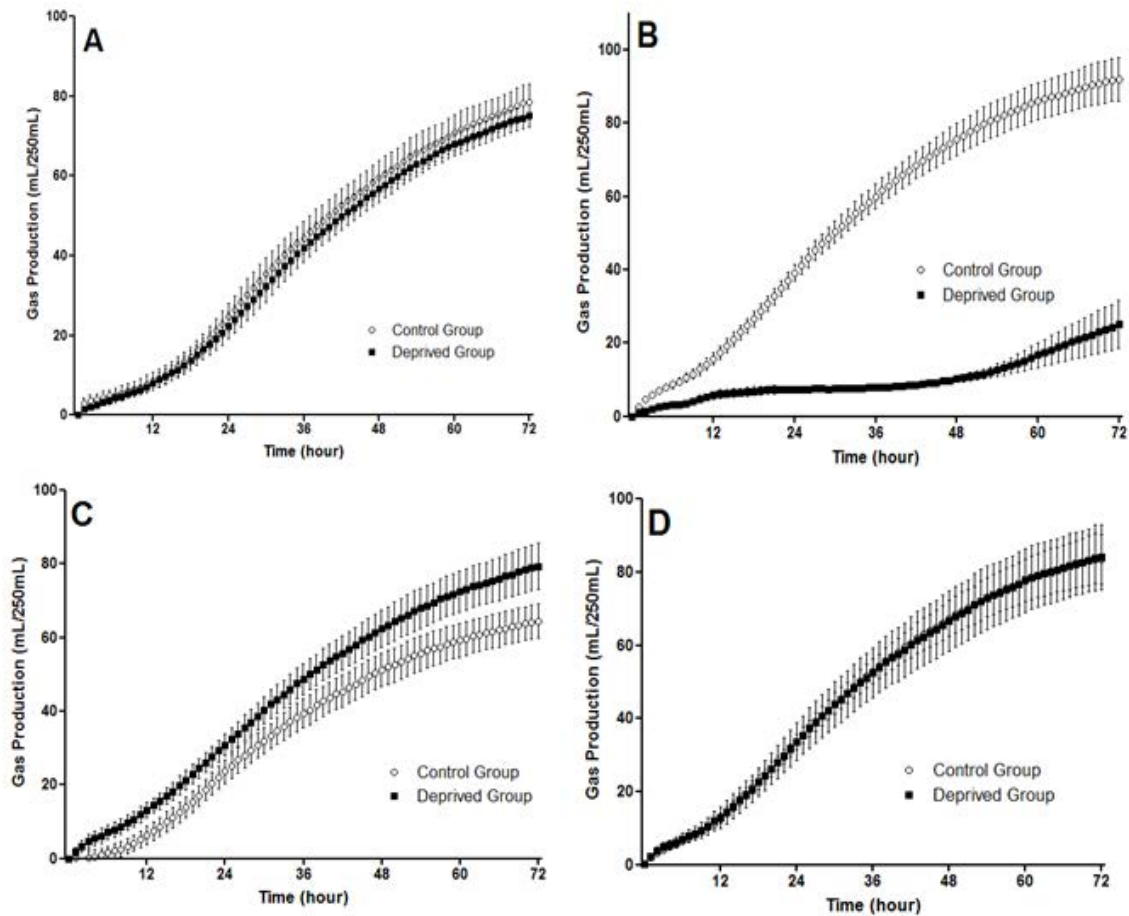 A
Gas Production (mL/250mL)
100
80
60
40
20
0
Control Group
Deprived Group
12 24 36 48 60 72
Time (hour)
B
Gas Production (mL/250mL)
100
80
60
40
20
0
Control Group
Deprived Group
12 24 36 48 60 72
Time (hour)
C
Gas Production (mL/250mL)
100
80
60
40
20
0
Control Group
Deprived Group
12 24 36 48 60 72
Time (hour)
D
Gas Production (mL/250mL)
100
80
60
40
20
0
Control Group
Deprived Group
12 24 36 48 60 72
Time (hour)